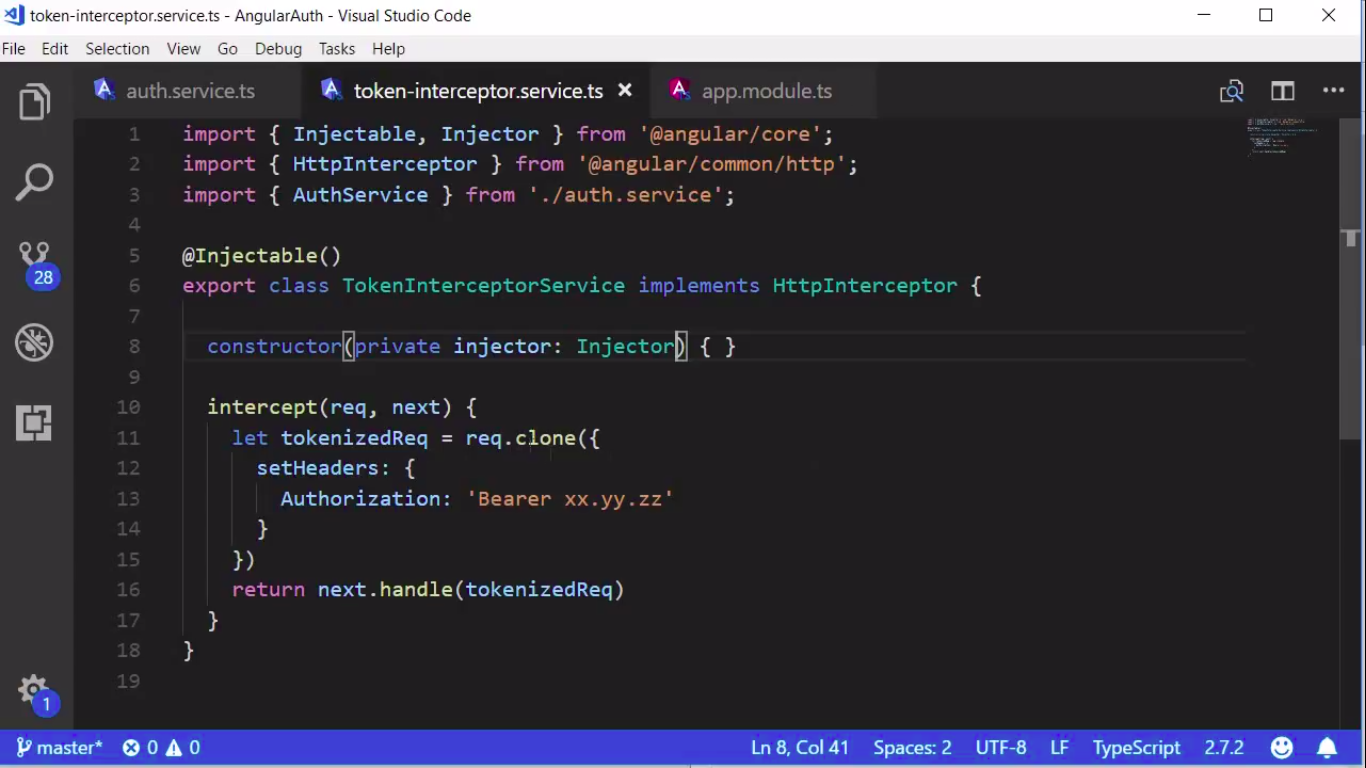 token-interceptor.service.ts - AngularAuth - Visual Studio Code
File Edit Selection View Go Debug Tasks Help
auth.service.ts token-interceptor.service.ts app.module.ts
1 import { Injectable, Injector } from '@angular/core';
2 import { HttpInterceptor } from '@angular/common/http';
3 import { AuthService } from './auth.service';
4
5 @Injectable()
6 export class TokenInterceptorService implements HttpInterceptor {
7
8 constructor(private injector: Injector) { }
9
10 intercept(req, next) {
11 let tokenizedReq = req.clone({
12 setHeaders: {
13 Authorization: 'Bearer xx.yy.zz'
14 }
15 })
16 return next.handle(tokenizedReq)
17 }
18 }
19
28
1
master* 0 0 Ln 8, Col 41 Spaces: 2 UTF-8 LF TypeScript 2.7.2